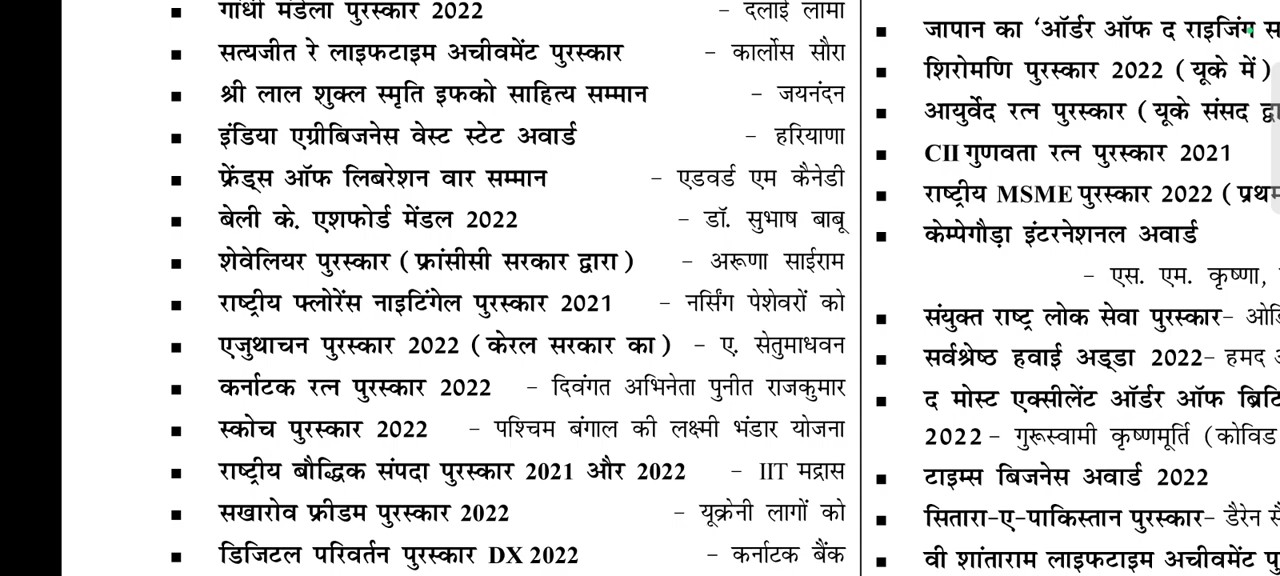 गांधी मंडेला पुरस्कार 2022 – दलाई लामा
सत्यजीत रे लाइफटाइम अचीवमेंट पुरस्कार – कार्लोस सौरा
श्री लाल शुक्ल स्मृति इफको साहित्य सम्मान – जयनंदन
इंडिया एग्रीबिजनेस वेस्ट स्टेट अवार्ड – हरियाणा
फ्रेंड्स ऑफ लिबरेशन वार सम्मान – एडवर्ड एम कैनेडी
बेली के. एशफोर्ड मेंडल 2022 – डॉ. सुभाष बाबू
शेवेलियर पुरस्कार (फ्रांसीसी सरकार द्वारा) – अरूणा साईराम
राष्ट्रीय फ्लोरेंस नाइटिंगेल पुरस्कार 2021 – नर्सिंग पेशेवरों को
एजुथाचन पुरस्कार 2022 (केरल सरकार का) – ए. सेतुमाधवन
कर्नाटक रत्न पुरस्कार 2022 – दिवंगत अभिनेता पुनीत राजकुमार
स्कोच पुरस्कार 2022 – पश्चिम बंगाल की लक्ष्मी भंडार योजना
राष्ट्रीय बौद्धिक संपदा पुरस्कार 2021 और 2022 – IIT मद्रास
सखारोव फ्रीडम पुरस्कार 2022 – यूक्रेनी लागों को
डिजिटल परिवर्तन पुरस्कार DX 2022 – कर्नाटक बैंक
जापान का ‘ऑर्डर ऑफ द राइजिंग
शिरोमणि पुरस्कार 2022 (यूके में)
आयुर्वेद रत्न पुरस्कार (यूके संसद
CII गुणवता रत्न पुरस्कार 2021
राष्ट्रीय MSME पुरस्कार 2022 (
केम्पेगौड़ा इंटरनेशनल अवार्ड
– एस. एम. कृष्णा,
संयुक्त राष्ट्र लोक सेवा पुरस्कार–
सर्वश्रेष्ठ हवाई अड्डा 2022– हमद
द मोस्ट एक्सीलेंट ऑर्डर ऑफ
2022 – गुरूस्वामी कृष्णमूर्ति (कोविड
टाइम्स बिजनेस अवार्ड 2022
सितारा-ए-पाकिस्तान पुरस्कार– डैरेन
वी शांताराम लाइफटाइम अचीवमेंट